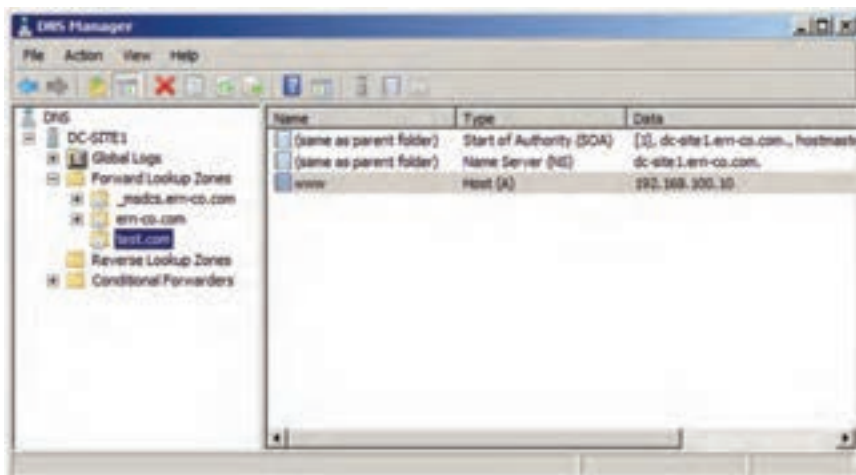 DNS Manager
File Action View Help
DNS
DC-SITE1
Global Logs
Forward Lookup Zones
_msdcs.ern-co.com
ern-co.com
test.com
Reverse Lookup Zones
Conditional Forwarders
Name Type Data
(same as parent folder) Start of Authority (SOA) [3], dc-site1.ern-co.com., hostmaste
(same as parent folder) Name Server (NS) dc-site1.ern-co.com.
www Host (A) 192.168.100.10